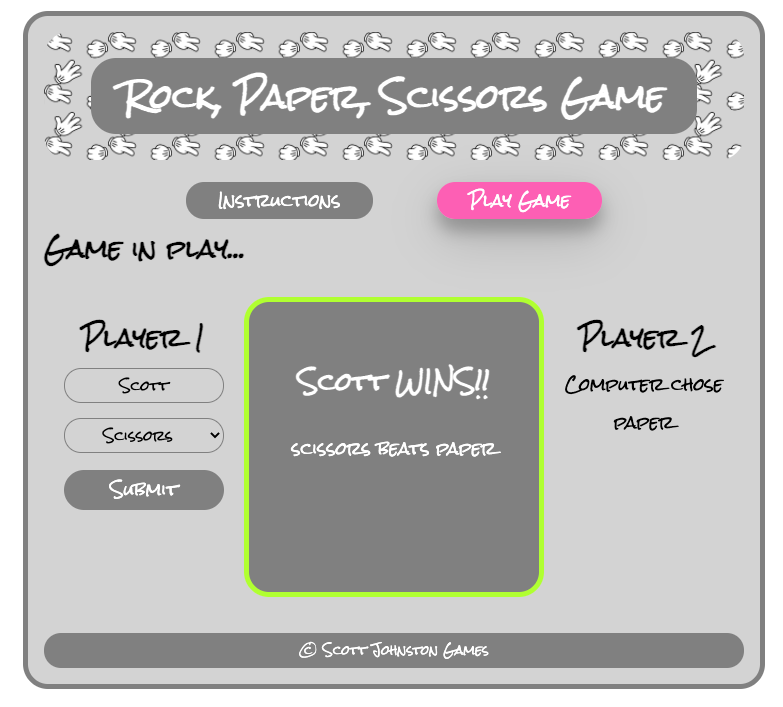 Rock, Paper, Scissors Game
Instructions
Play Game
Game in play...
Player 1
Scott
Scissors
Submit
Scott WINS!!
scissors beats paper
Player 2
Computer chose
paper
© Scott Johnston Games